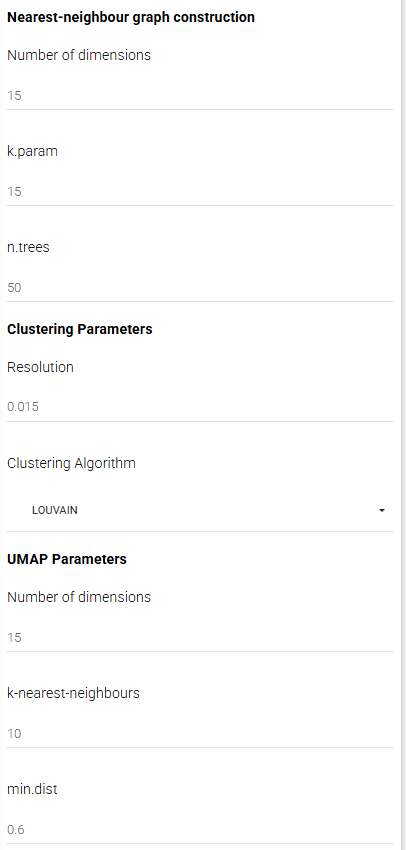 Nearest-neighbour graph construction
Number of dimensions
15
k.param
15
n.trees
50
Clustering Parameters
Resolution
0.015
Clustering Algorithm
LOUVAIN
UMAP Parameters
Number of dimensions
15
k-nearest-neighbours
10
min.dist
0.6